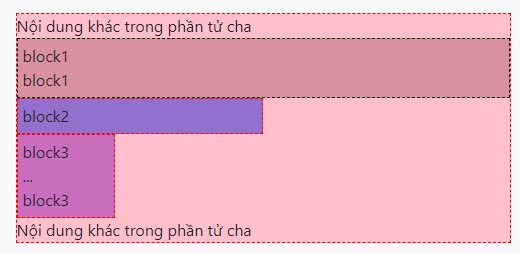 Nội dung khác trong phần tử cha
block1
block1
block2
block3
...
block3
Nội dung khác trong phần tử cha